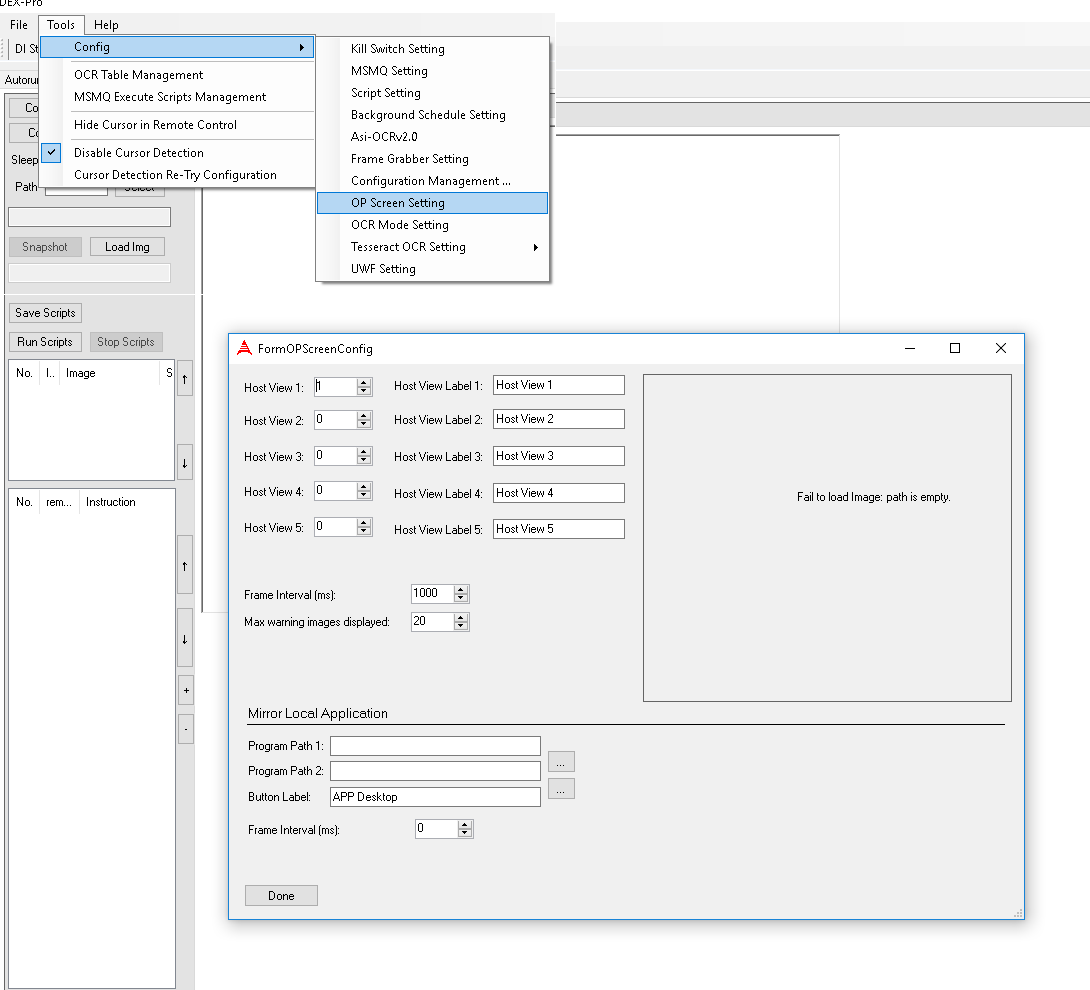 DEX-Pro
File Tools Help
DI St
Config
Kill Switch Setting
MSMQ Setting
OCR Table Management
Script Setting
MSMQ Execute Scripts Management
Background Schedule Setting
Hide Cursor in Remote Control
Asi-OCRv2.0
Disable Cursor Detection
Frame Grabber Setting
Cursor Detection Re-Try Configuration
Configuration Management ...
OP Screen Setting
OCR Mode Setting
Tesseract OCR Setting
UWF Setting
Autorun
Co
Co
Sleep
Path Select
Snapshot Load Img
Save Scripts
Run Scripts Stop Scripts
No. I.. Image S
↑
↓
No. rem... Instruction
↑
↓
+
-
FormOPScreenConfig
Host View 1: 1 Host View Label 1: Host View 1
Host View 2: 0 Host View Label 2: Host View 2
Host View 3: 0 Host View Label 3: Host View 3
Host View 4: 0 Host View Label 4: Host View 4
Host View 5: 0 Host View Label 5: Host View 5
Fail to load Image: path is empty.
Frame Interval (ms): 1000
Max warning images displayed: 20
Mirror Local Application
Program Path 1: ...
Program Path 2: ...
Button Label: APP Desktop
Frame Interval (ms): 0
Done